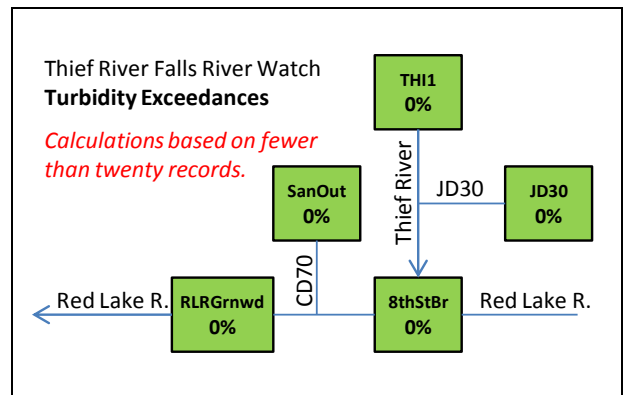 Thief River Falls River Watch
Turbidity Exceedances
Calculations based on fewer
than twenty records.
THI1
0%
Thief River
JD30
JD30
0%
SanOut
0%
CD70
Red Lake R.
RLRGrnwd
0%
8thStBr
0%
Red Lake R.